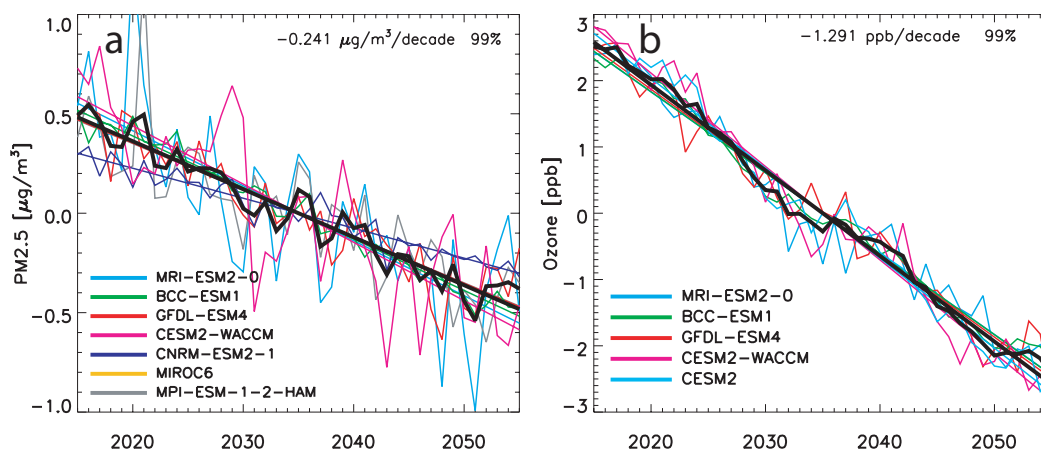 a
−0.241 µg/m³/decade 99%
PM2.5 [µg/m³]
1.0
0.5
0.0
−0.5
−1.0
MRI−ESM2−0
BCC−ESM1
GFDL−ESM4
CESM2−WACCM
CNRM−ESM2−1
MIROC6
MPI−ESM−1−2−HAM
2020 2030 2040 2050
b
−1.291 ppb/decade 99%
Ozone [ppb]
3
2
1
0
−1
−2
−3
MRI−ESM2−0
BCC−ESM1
GFDL−ESM4
CESM2−WACCM
CESM2
2020 2030 2040 2050